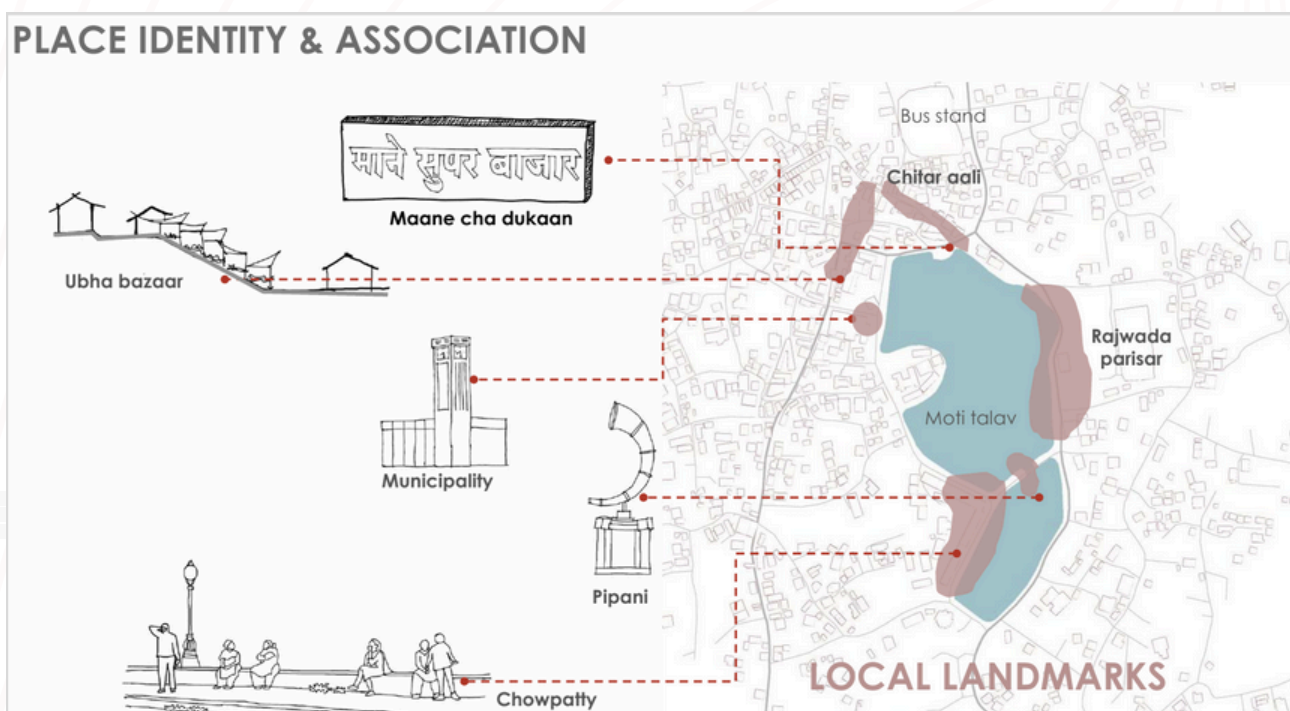 PLACE IDENTITY & ASSOCIATION
माने सुपर बाजार
Maane cha dukaan
Ubha bazaar
Municipality
Pipani
Chowpatty
Bus stand
Chitar aali
Rajwada
parisar
Moti talav
LOCAL LANDMARKS